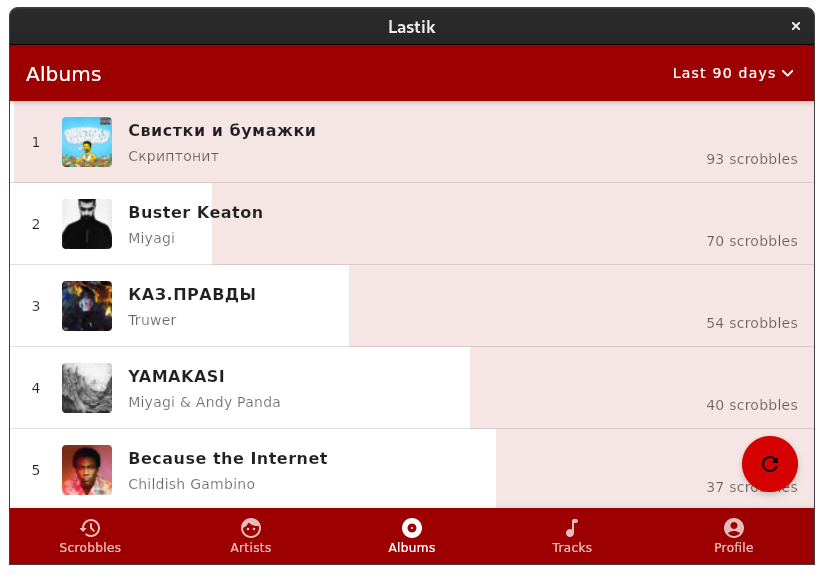 Lastik
Albums
Last 90 days
1
Свистки и бумажки
Скриптонит
93 scrobbles
2
Buster Keaton
Miyagi
70 scrobbles
3
КАЗ.ПРАВДЫ
Truwer
54 scrobbles
4
YAMAKASI
Miyagi & Andy Panda
40 scrobbles
5
Because the Internet
Childish Gambino
37 scrobbles
Scrobbles
Artists
Albums
Tracks
Profile